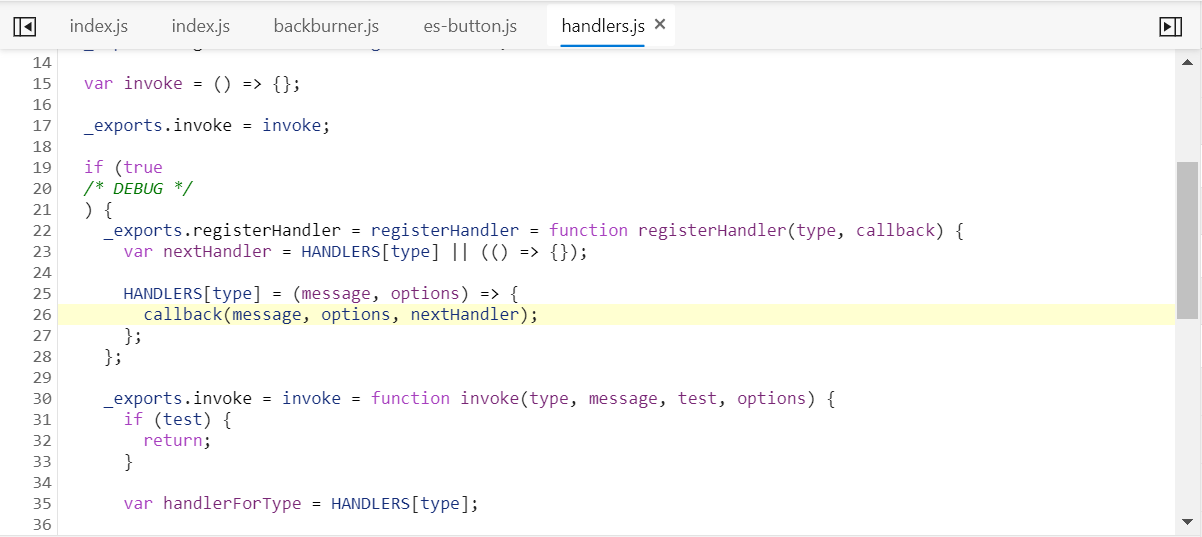 index.js index.js backburner.js es-button.js handlers.js ×
14
15 var invoke = () => {};
16
17 _exports.invoke = invoke;
18
19 if (true
20 /* DEBUG */
21 ) {
22 _exports.registerHandler = registerHandler = function registerHandler(type, callback) {
23 var nextHandler = HANDLERS[type] || (() => {});
24
25 HANDLERS[type] = (message, options) => {
26 callback(message, options, nextHandler);
27 };
28 };
29
30 _exports.invoke = invoke = function invoke(type, message, test, options) {
31 if (test) {
32 return;
33 }
34
35 var handlerForType = HANDLERS[type];
36